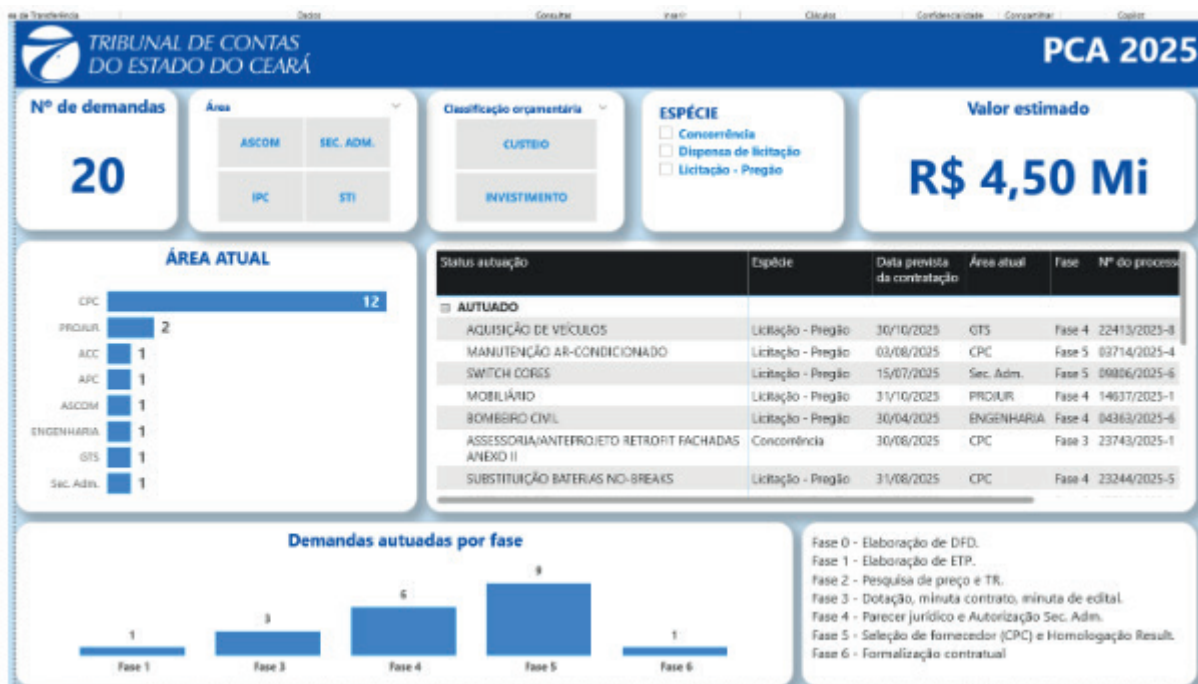 Dados
Consultas
Inserir
Cálculos
Confidencialidade
Compartilhar
Copilot
TRIBUNAL DE CONTAS
DO ESTADO DO CEARÁ
PCA 2025
Nº de demandas
20
Área
ASCOM
SEC. ADM.
IPC
STI
Classificação orçamentária
CUSTEIO
INVESTIMENTO
ESPÉCIE
Concorrência
Dispensa de licitação
Licitação - Pregão
Valor estimado
R$ 4,50 Mi
ÁREA ATUAL
CPC 12
PROJUR 2
ACC 1
APC 1
ASCOM 1
ENGENHARIA 1
GTS 1
Sec. Adm. 1
Status autuação Espécie Data prevista Área atual Fase Nº do processo
da contratação
AUTUADO
AQUISIÇÃO DE VEÍCULOS Licitação - Pregão 30/10/2025 GTS Fase 4 22413/2025-8
MANUTENÇÃO AR-CONDICIONADO Licitação - Pregão 03/08/2025 CPC Fase 5 03714/2025-4
SWITCH CORES Licitação - Pregão 15/07/2025 Sec. Adm. Fase 5 09806/2025-6
MOBILIÁRIO Licitação - Pregão 31/10/2025 PROJUR Fase 4 14637/2025-1
BOMBEIRO CIVIL Licitação - Pregão 30/04/2025 ENGENHARIA Fase 4 04363/2025-6
ASSESSORIA/ANTEPROJETO RETROFIT FACHADAS Concorrência 30/08/2025 CPC Fase 3 23743/2025-1
ANEXO II
SUBSTITUIÇÃO BATERIAS NO-BREAKS Licitação - Pregão 31/08/2025 CPC Fase 4 23244/2025-5
Demandas autuadas por fase
1 3 6 9 1
Fase 1 Fase 3 Fase 4 Fase 5 Fase 6
Fase 0 - Elaboração de DFD.
Fase 1 - Elaboração de ETP.
Fase 2 - Pesquisa de preço e TR.
Fase 3 - Dotação, minuta contrato, minuta de edital.
Fase 4 - Parecer jurídico e Autorização Sec. Adm.
Fase 5 - Seleção de fornecedor (CPC) e Homologação Result.
Fase 6 - Formalização contratual